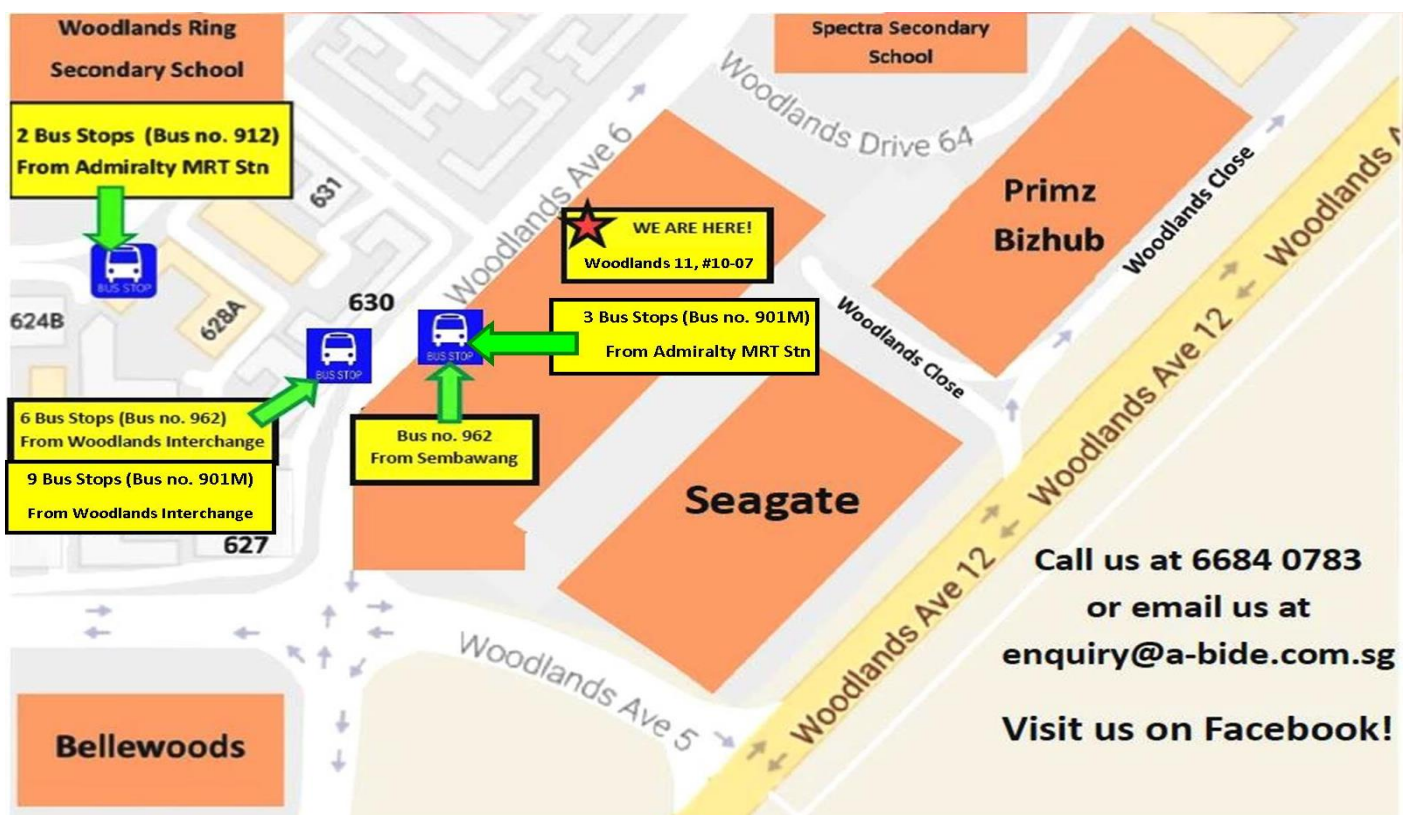 Woodlands Ring
Secondary School
Spectra Secondary
School
Woodlands Drive 64
2 Bus Stops (Bus no. 912)
From Admiralty MRT Stn
BUS STOP
631
Woodlands Ave 6
Woodlands Ave 6
Primz
Bizhub
Woodlands Close
Woodlands A
WE ARE HERE!
Woodlands 11, #10-07
624B
628A
630
BUS STOP
BUS STOP
3 Bus Stops (Bus no. 901M)
From Admiralty MRT Stn
Woodlands Close
Woodlands Ave 12
6 Bus Stops (Bus no. 962)
From Woodlands Interchange
9 Bus Stops (Bus no. 901M)
From Woodlands Interchange
Bus no. 962
From Sembawang
627
Seagate
Woodlands Ave 12
Woodlands Ave 5
Bellewoods
Call us at 6684 0783
or email us at
enquiry@a-bide.com.sg
Visit us on Facebook!